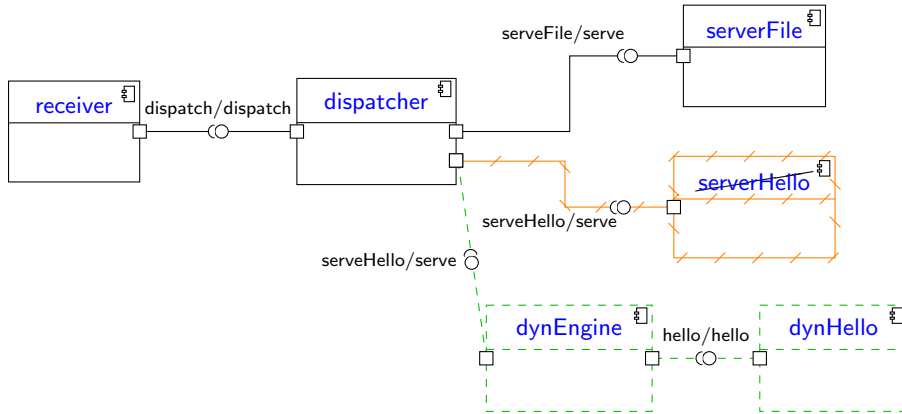 serveFile/serve
serverFile
receiver
dispatch/dispatch
dispatcher
serverHello
serveHello/serve
serveHello/serve
dynEngine
hello/hello
dynHello